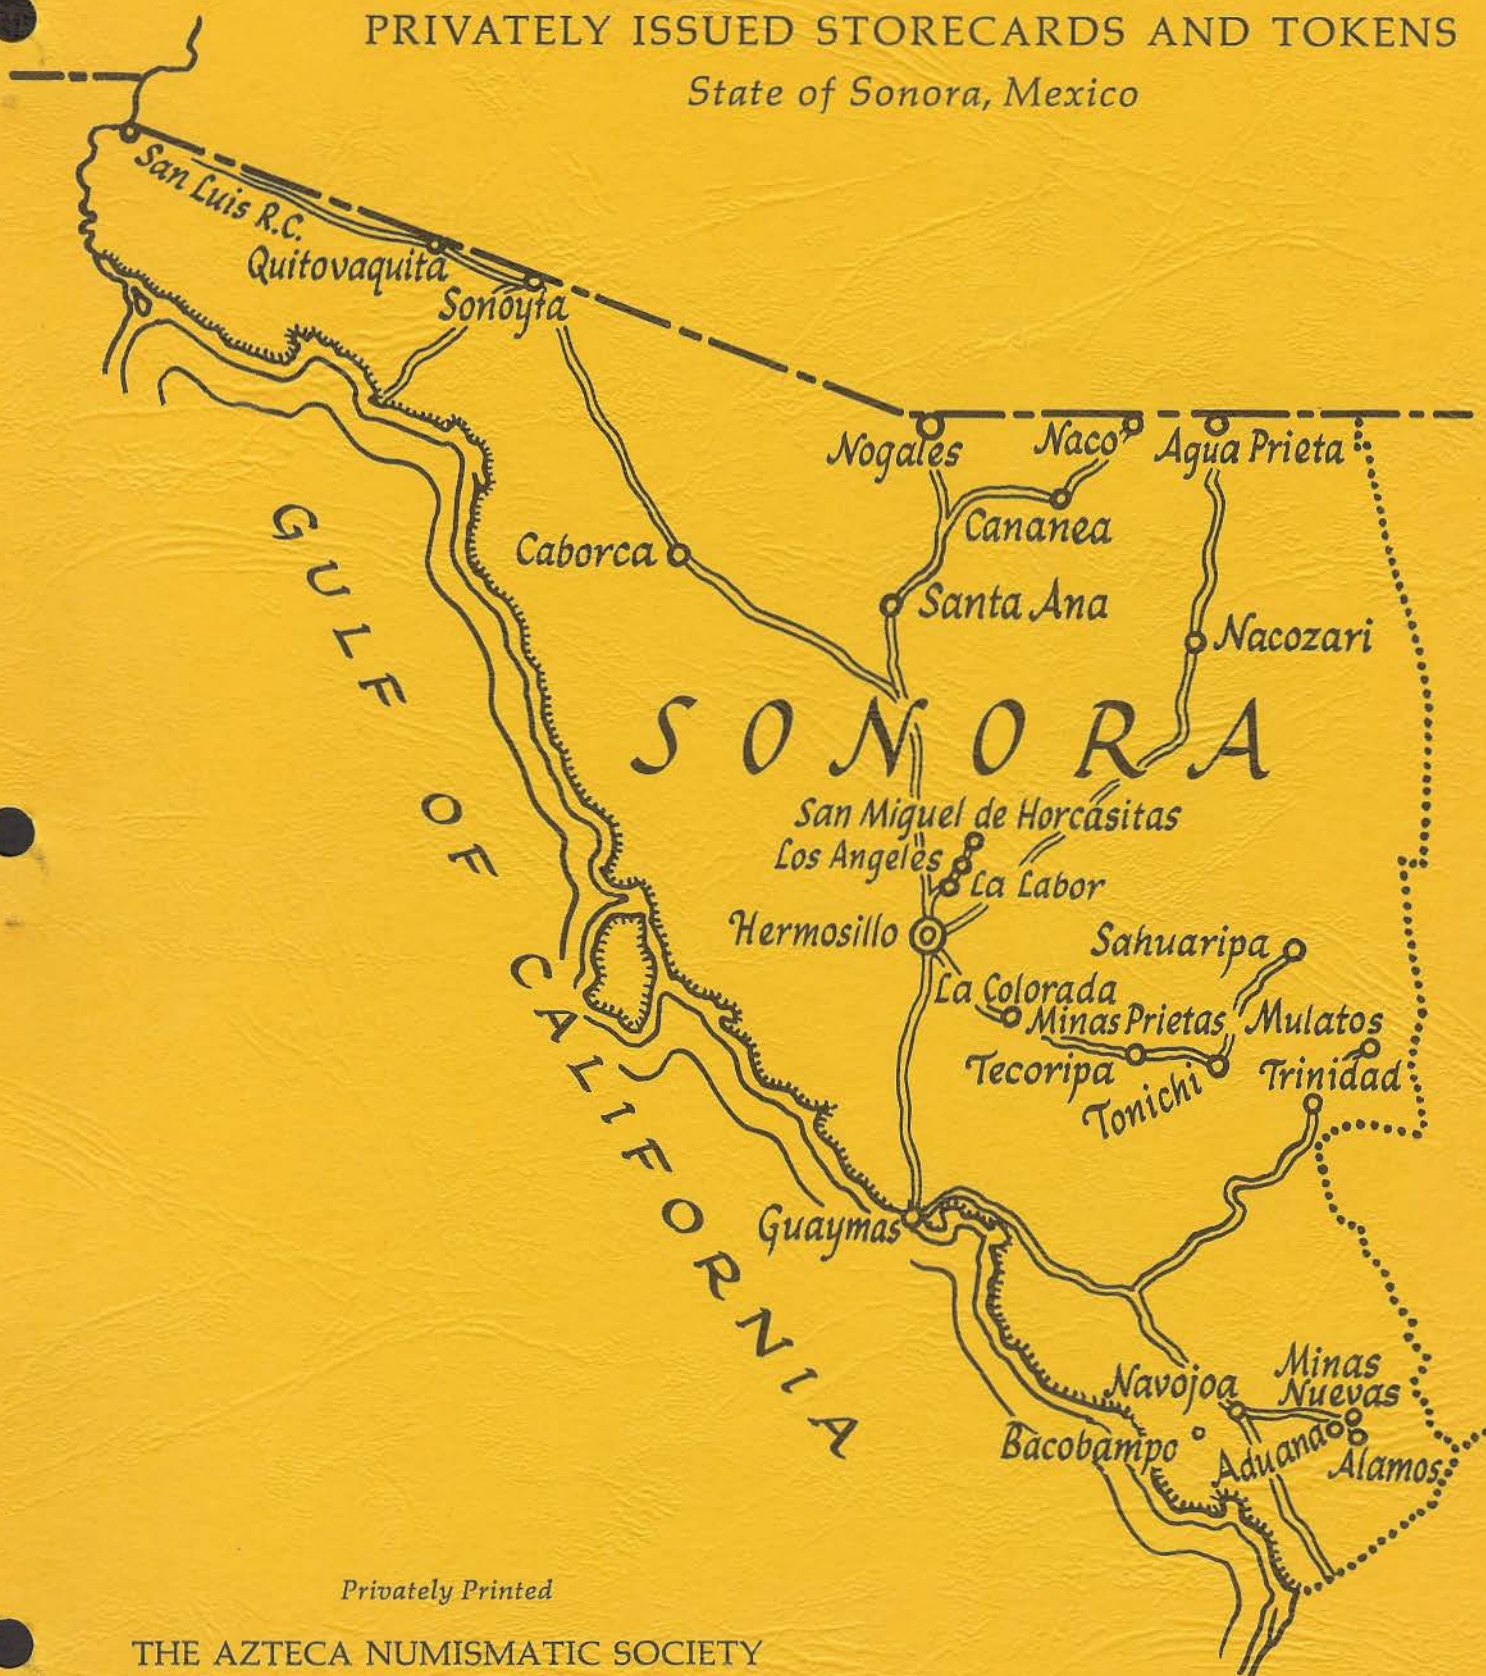 PRIVATELY ISSUED STORECARDS AND TOKENS
State of Sonora, Mexico
San Luis R.C.
Quitovaquita
Sonoyta
Nogales
Naco
Agua Prieta
Cananea
Caborca
Santa Ana
Nacozari
GULF OF CALIFORNIA
SONORA
San Miguel de Horcasitas
Los Angeles
La Labor
Hermosillo
Sahuaripa
La Colorada
Minas Prietas
Mulatos
Tecoripa
Tonichi
Trinidad
Guaymas
Navojoa
Minas
Nuevas
Bacobampo
Aduana
Alamos
Privately Printed
THE AZTECA NUMISMATIC SOCIETY